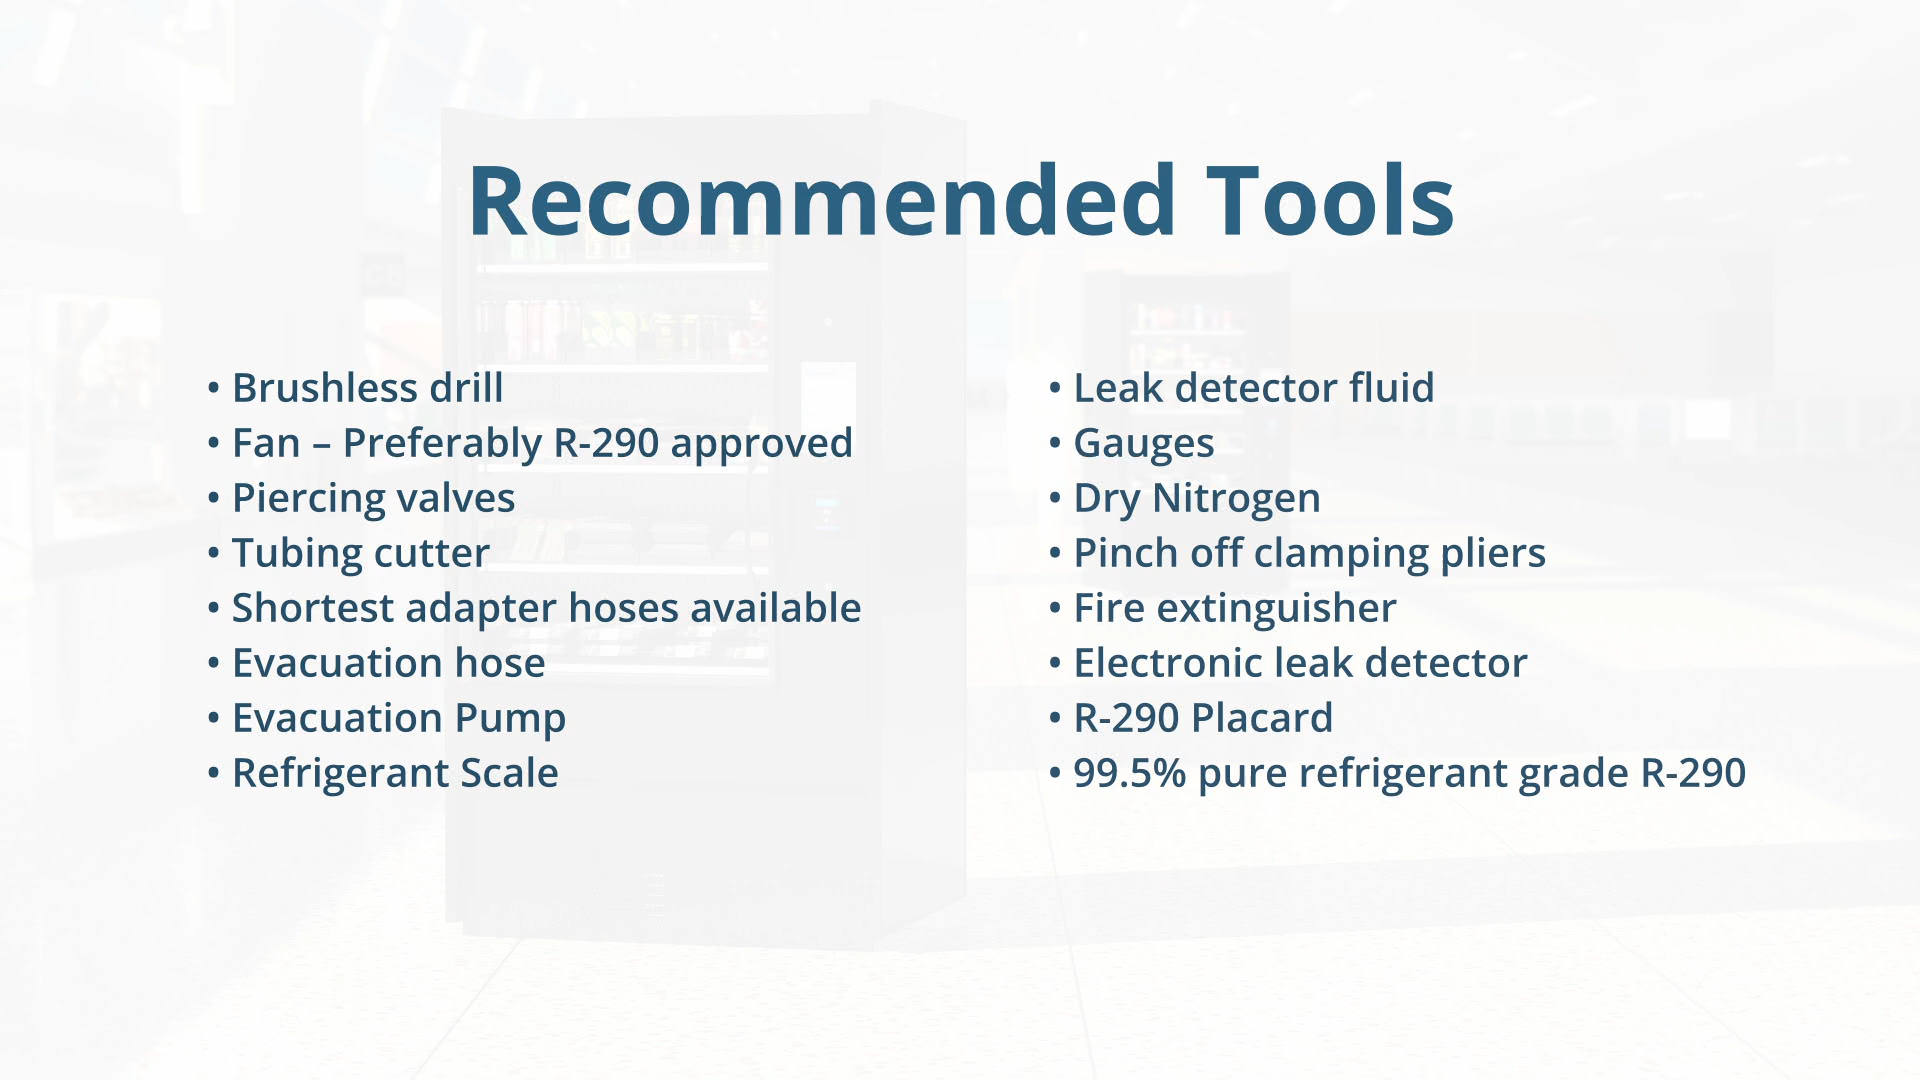 Recommended Tools
• Brushless drill
• Fan – Preferably R-290 approved
• Piercing valves
• Tubing cutter
• Shortest adapter hoses available
• Evacuation hose
• Evacuation Pump
• Refrigerant Scale
• Leak detector fluid
• Gauges
• Dry Nitrogen
• Pinch off clamping pliers
• Fire extinguisher
• Electronic leak detector
• R-290 Placard
• 99.5% pure refrigerant grade R-290